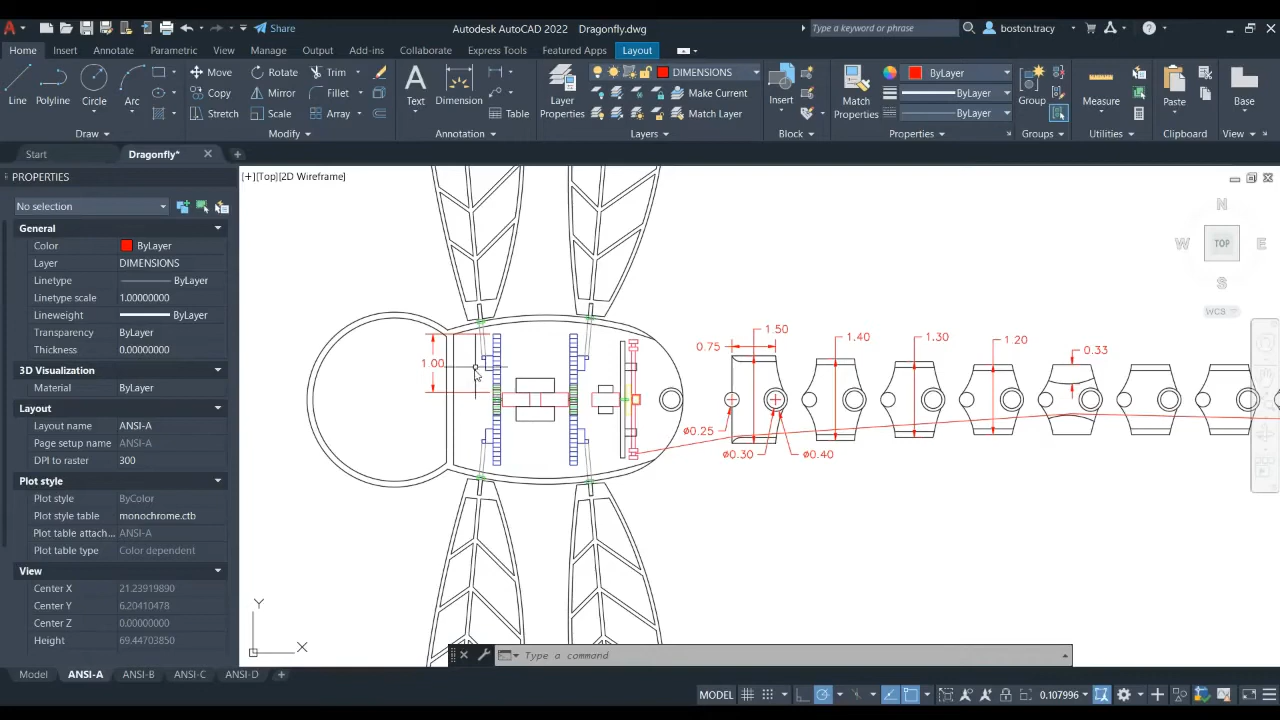 Share
Autodesk AutoCAD 2022 Dragonfly.dwg
Type a keyword or phrase
boston.tracy
Home Insert Annotate Parametric View Manage Output Add-ins Collaborate Express Tools Featured Apps Layout
Line Polyline Circle Arc
Move Rotate Trim
Copy Mirror Fillet
Stretch Scale Array
Text Dimension Table
Layer Properties
DIMENSIONS
Make Current
Match Layer
Insert
Match Properties
ByLayer
ByLayer
ByLayer
Group
Measure
Paste
Base
Draw Modify Annotation Layers Block Properties Groups Utilities Clipboard View
Start Dragonfly*
PROPERTIES
No selection
General
Color ByLayer
Layer DIMENSIONS
Linetype ByLayer
Linetype scale 1.00000000
Lineweight ByLayer
Transparency ByLayer
Thickness 0.00000000
3D Visualization
Material ByLayer
Layout
Layout name ANSI-A
Page setup name ANSI-A
DPI to raster 300
Plot style
Plot style ByColor
Plot style table monochrome.ctb
Plot table attach... ANSI-A
Plot table type Color dependent
View
Center X 21.23919890
Center Y 6.20410478
Center Z 0.00000000
Height 69.44703850
[+][Top][2D Wireframe]
N
W TOP E
S
WCS
1.00
0.75
1.50
1.40
1.30
1.20
0.33
ø0.25
ø0.30
ø0.40
Y
X
Type a command
Model ANSI-A ANSI-B ANSI-C ANSI-D
MODEL
0.107996